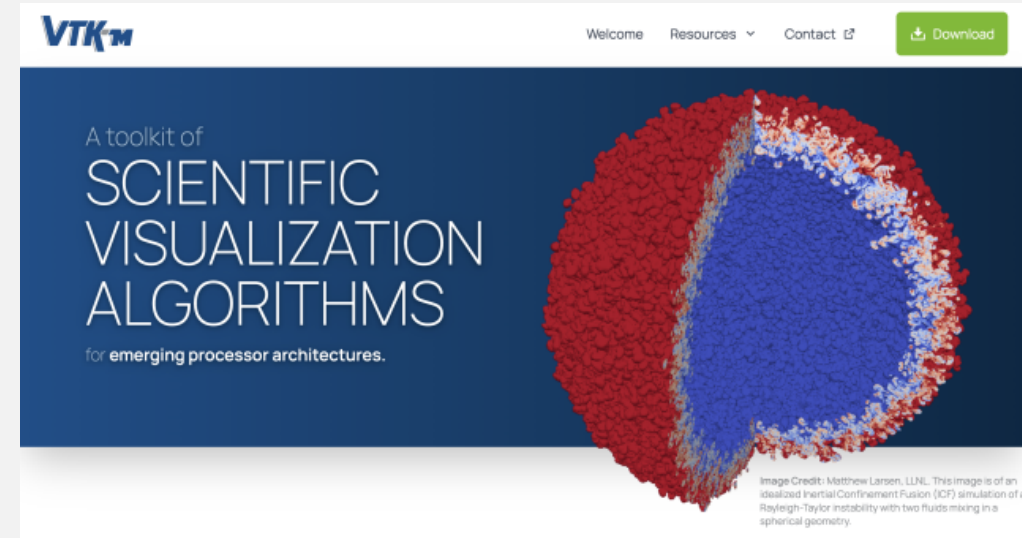 VTK-m
Welcome Resources Contact Download
A toolkit of
SCIENTIFIC
VISUALIZATION
ALGORITHMS
for emerging processor architectures.
Image Credit: Matthew Larsen, LLNL. This image is of an
idealized Inertial Confinement Fusion (ICF) simulation of a
Rayleigh-Taylor instability with two fluids mixing in a
spherical geometry.